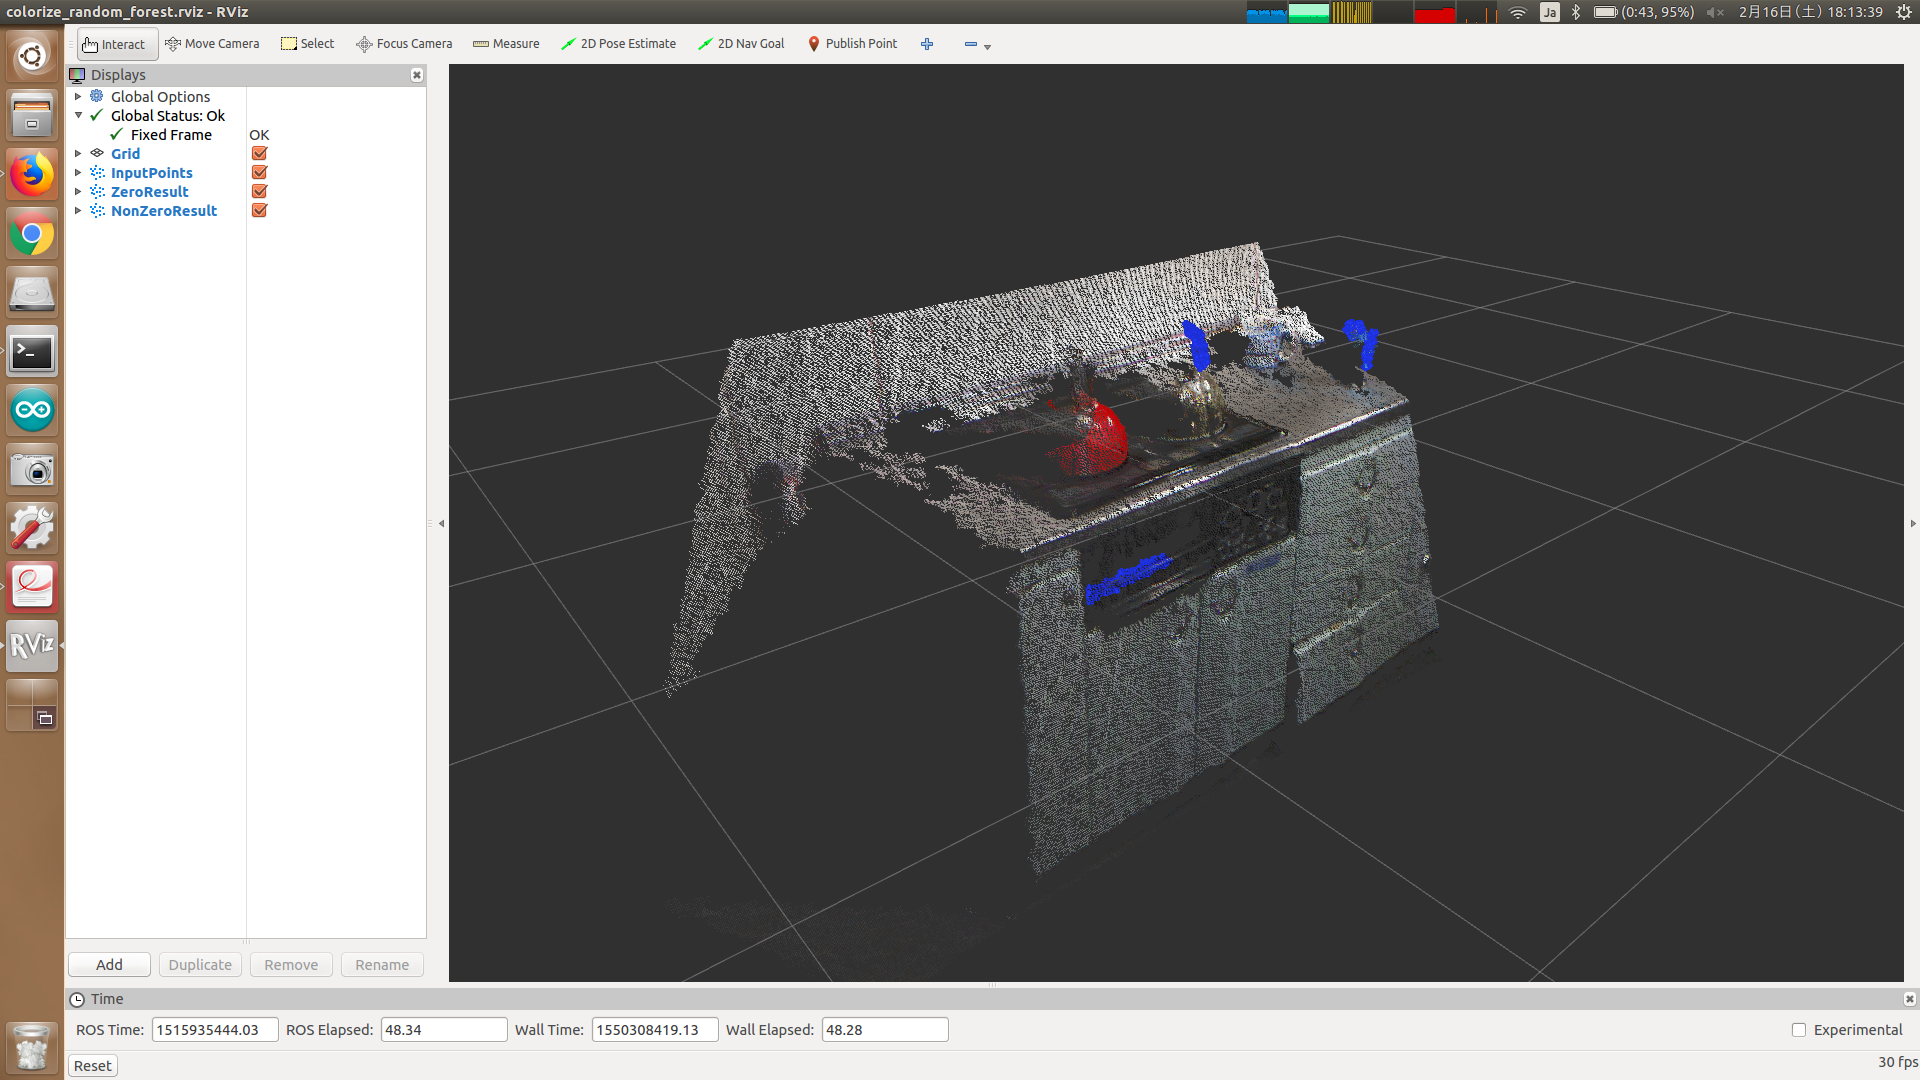 colorize_random_forest.rviz - RViz
Ja
(0:43, 95%)
2月16日(土) 18:13:39
Interact
Move Camera
Select
Focus Camera
Measure
2D Pose Estimate
2D Nav Goal
Publish Point
Displays
Global Options
Global Status: Ok
Fixed Frame
OK
Grid
InputPoints
ZeroResult
NonZeroResult
RViz
Add
Duplicate
Remove
Rename
Time
ROS Time:
1515935444.03
ROS Elapsed:
48.34
Wall Time:
1550308419.13
Wall Elapsed:
48.28
Experimental
Reset
30 fps